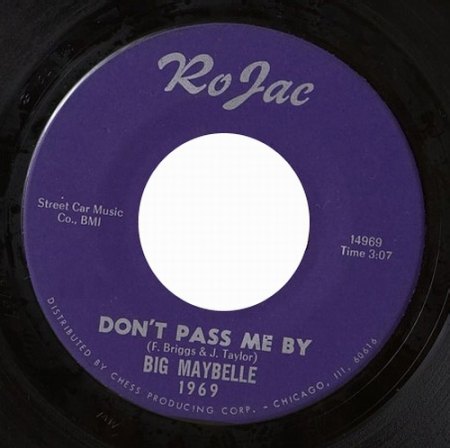 RoJac
Street Car Music
Co., BMI
14969
Time 3:07
DON'T PASS ME BY
(F. Briggs & J. Taylor)
BIG MAYBELLE
1969
DISTRIBUTED BY CHESS PRODUCING CORP. - CHICAGO, Ill. 60616